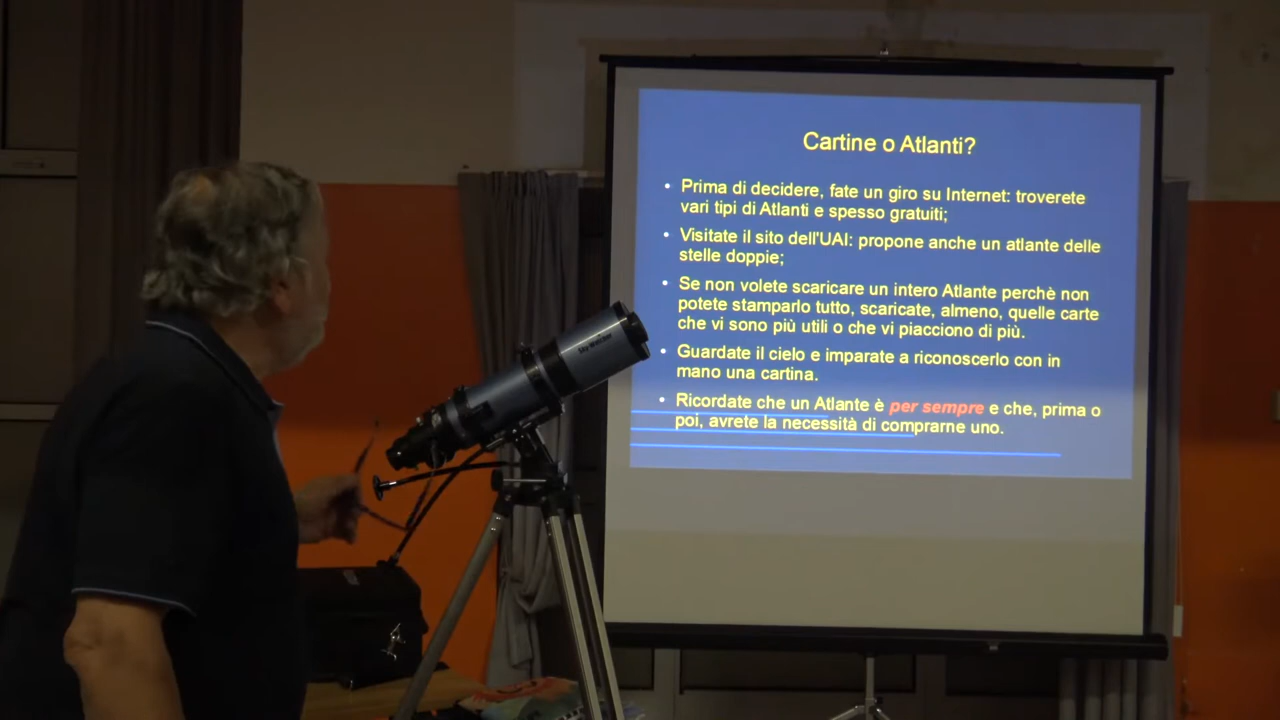 Cartine o Atlanti?
• Prima di decidere, fate un giro su Internet: troverete
vari tipi di Atlanti e spesso gratuiti;
• Visitate il sito dell'UAI: propone anche un atlante delle
stelle doppie;
• Se non volete scaricare un intero Atlante perchè non
potete stamparlo tutto, scaricate, almeno, quelle carte
che vi sono più utili o che vi piacciono di più.
• Guardate il cielo e imparate a riconoscerlo con in
mano una cartina.
• Ricordate che un Atlante è per sempre e che, prima o
poi, avrete la necessità di comprarne uno.
Sky-Watcher